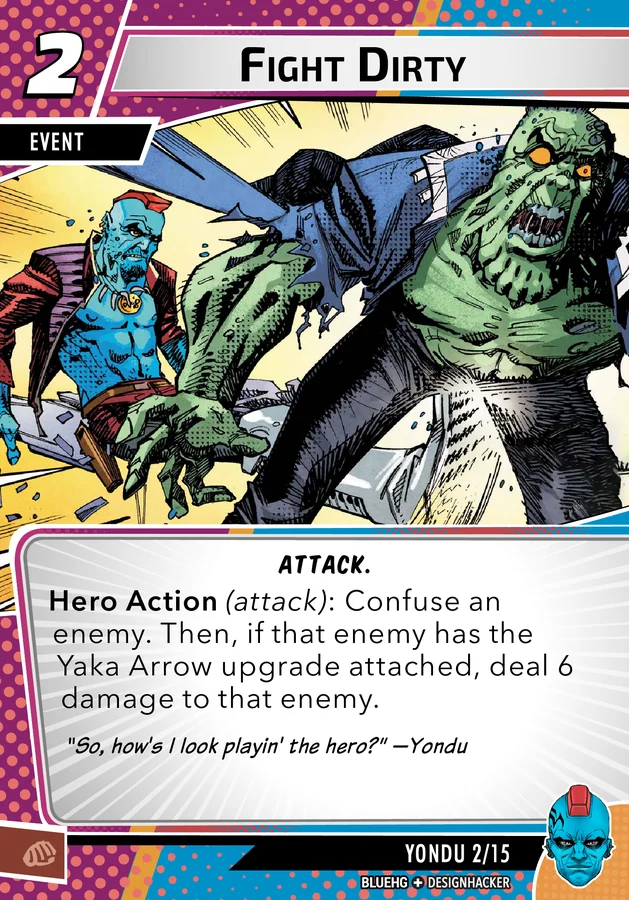 2
FIGHT DIRTY
EVENT
ATTACK.
Hero Action (attack): Confuse an
enemy. Then, if that enemy has the
Yaka Arrow upgrade attached, deal 6
damage to that enemy.
"So, how's I look playin' the hero?" —Yondu
YONDU 2/15
BLUEHG + DESIGNHACKER